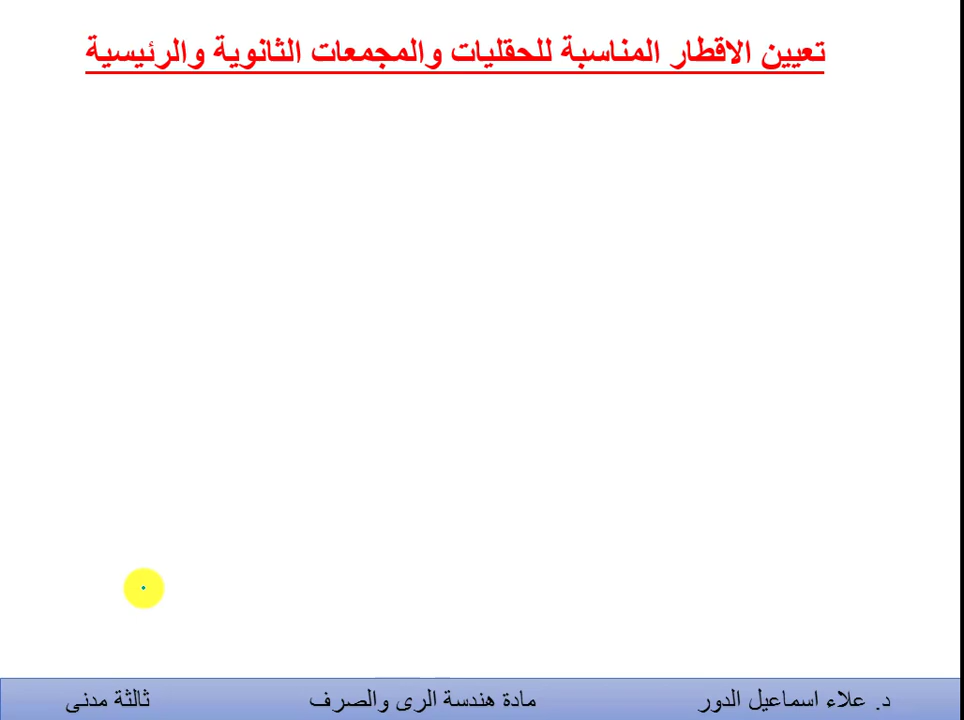 تعيين الاقطار المناسبة للحقليات والمجمعات الثانوية والرئيسية
د. علاء اسماعيل الدور مادة هندسة الرى والصرف ثالثة مدنى